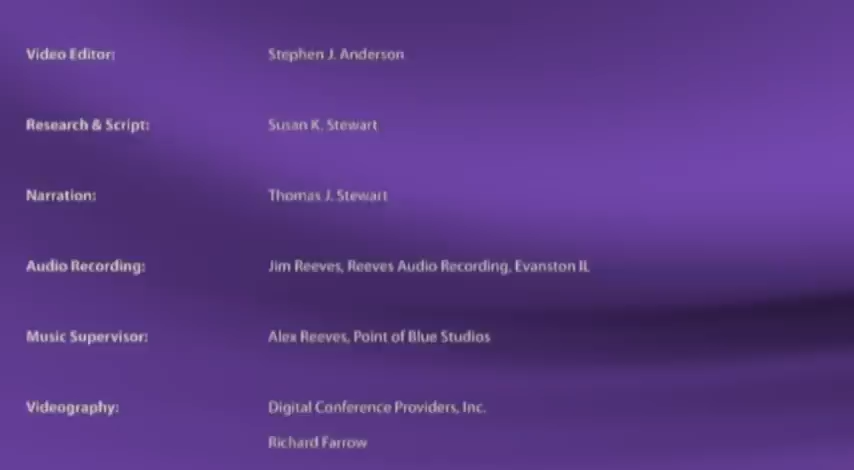 Video Editor: Stephen J. Anderson
Research & Script: Susan K. Stewart
Narration: Thomas J. Stewart
Audio Recording: Jim Reeves, Reeves Audio Recording, Evanston IL
Music Supervisor: Alex Reeves, Point of Blue Studios
Videography: Digital Conference Providers, Inc.
Richard Farrow